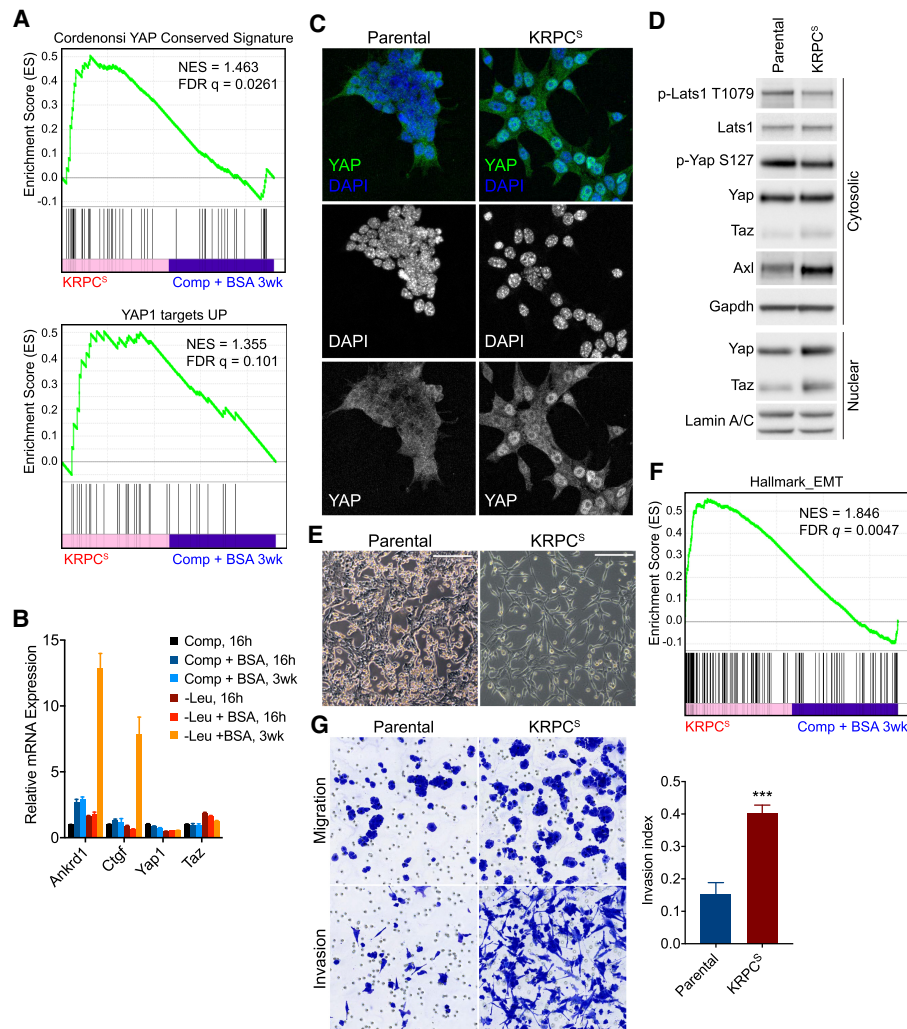 A
Cordenonsi YAP Conserved Signature
Enrichment Score (ES)
0.5
0.4
0.3
0.2
0.1
0.0
-0.1
NES = 1.463
FDR q = 0.0261
KRPCS
Comp + BSA 3wk
YAP1 targets UP
Enrichment Score (ES)
0.5
0.4
0.3
0.2
0.1
0.0
NES = 1.355
FDR q = 0.101
KRPCS
Comp + BSA 3wk
B
Relative mRNA Expression
15
10
5
0
Comp, 16h
Comp + BSA, 16h
Comp + BSA, 3wk
-Leu, 16h
-Leu + BSA, 16h
-Leu +BSA, 3wk
Ankrd1
Ctgf
Yap1
Taz
C
Parental
KRPCS
YAP
DAPI
YAP
DAPI
DAPI
DAPI
YAP
YAP
D
Parental
KRPCS
p-Lats1 T1079
Lats1
p-Yap S127
Yap
Taz
Axl
Gapdh
Cytosolic
Yap
Taz
Lamin A/C
Nuclear
E
Parental
KRPCS
F
Hallmark_EMT
Enrichment Score (ES)
0.5
0.4
0.3
0.2
0.1
0.0
-0.1
NES = 1.846
FDR q = 0.0047
KRPCS
Comp + BSA 3wk
G
Parental
KRPCS
Migration
Invasion
Invasion index
0.5
0.4
0.3
0.2
0.1
0.0
***
Parental
KRPCS